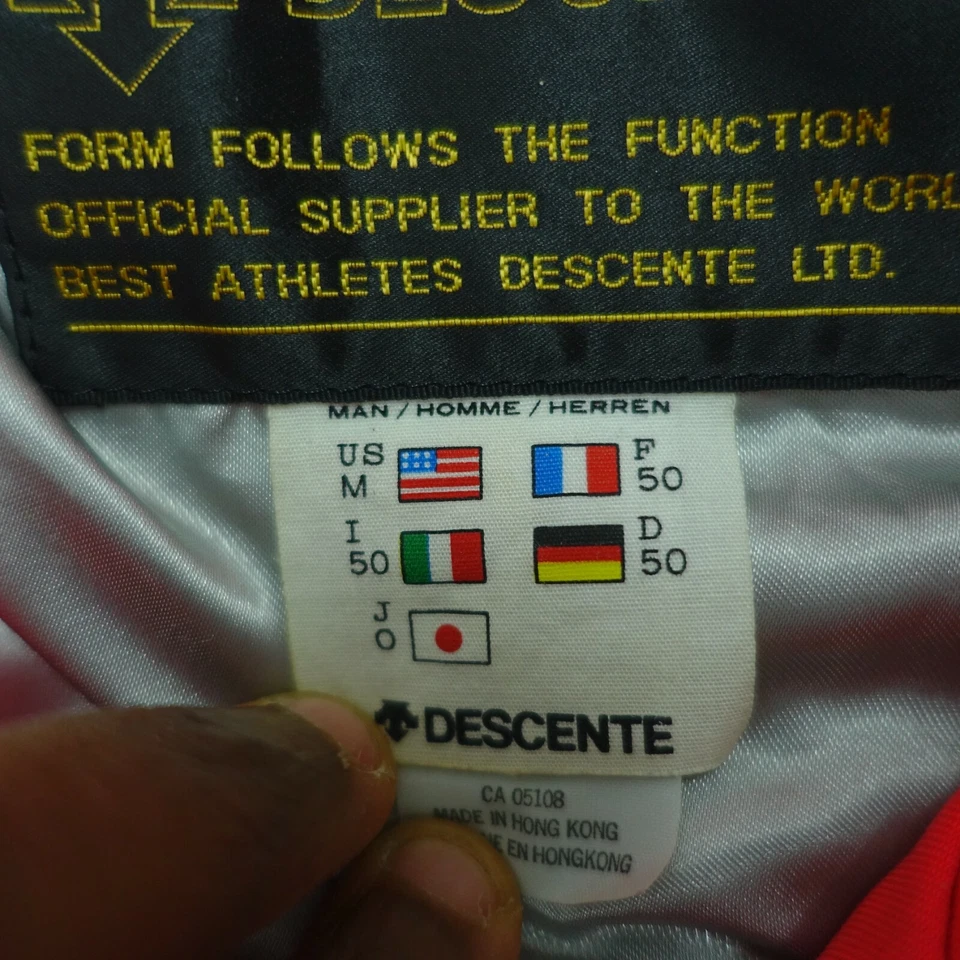 FORM FOLLOWS THE FUNCTION
OFFICIAL SUPPLIER TO THE
BEST ATHLETES DESCENTE LTD.
MAN / HOMME / HERREN
US
M
F
50
I
50
D
50
J
O
DESCENTE
CA 05108
MADE IN HONG KONG
EN HONGKONG